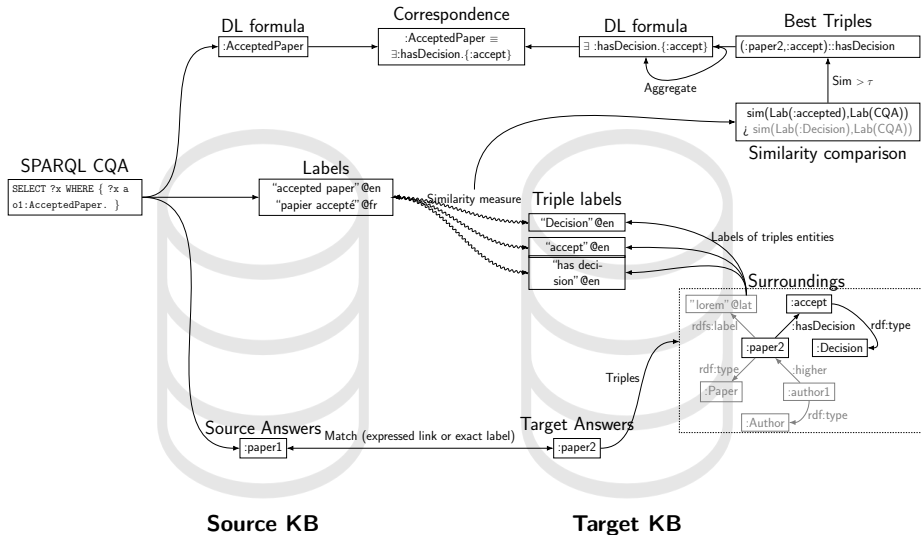 DL formula
:AcceptedPaper
Correspondence
:AcceptedPaper ≡
∃:hasDecision.{:accept}
DL formula
∃ :hasDecision.{:accept}
Aggregate
Best Triples
(:paper2,:accept)::hasDecision
Sim > τ
sim(Lab(:accepted),Lab(CQA))
¿ sim(Lab(:Decision),Lab(CQA))
Similarity comparison
SPARQL CQA
SELECT ?x WHERE { ?x a
o1:AcceptedPaper. }
Labels
"accepted paper"@en
"papier accepté"@fr
Similarity measure
Triple labels
"Decision"@en
"accept"@en
"has deci-
sion"@en
Labels of triples entities
Surroundings
"lorem"@lat
:accept
rdfs:label
:hasDecision
rdf:type
:paper2
:Decision
rdf:type
:higher
:Paper
:author1
:Author
rdf:type
Triples
Source Answers
:paper1
Match (expressed link or exact label)
Target Answers
:paper2
Source KB
Target KB